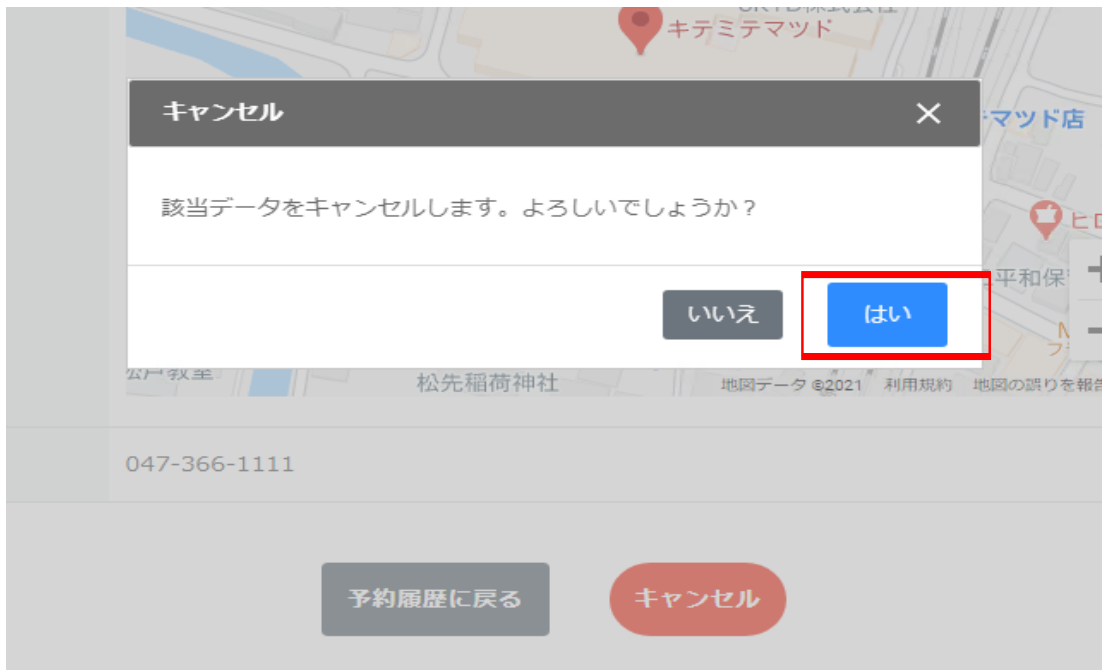 キテミテマツド
キャンセル
マツド店
該当データをキャンセルします。よろしいでしょうか？
平和保
いいえ
はい
松先稲荷神社
地図データ ©2021 利用規約 地図の誤りを報告
047-366-1111
予約履歴に戻る
キャンセル